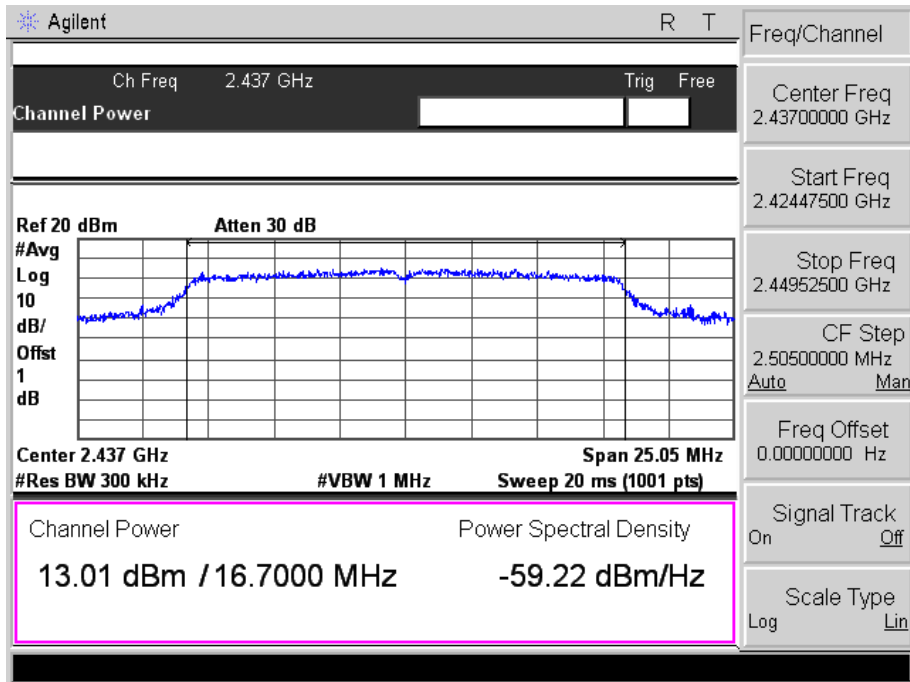 Agilent R T
Ch Freq 2.437 GHz Trig Free
Channel Power
Ref 20 dBm Atten 30 dB
#Avg
Log
10
dB/
Offst
1
dB
Center 2.437 GHz Span 25.05 MHz
#Res BW 300 kHz #VBW 1 MHz Sweep 20 ms (1001 pts)
Channel Power Power Spectral Density
13.01 dBm / 16.7000 MHz -59.22 dBm/Hz
Freq/Channel
Center Freq
2.43700000 GHz
Start Freq
2.42447500 GHz
Stop Freq
2.44952500 GHz
CF Step
2.50500000 MHz
Auto Man
Freq Offset
0.00000000 Hz
Signal Track
On Off
Scale Type
Log Lin